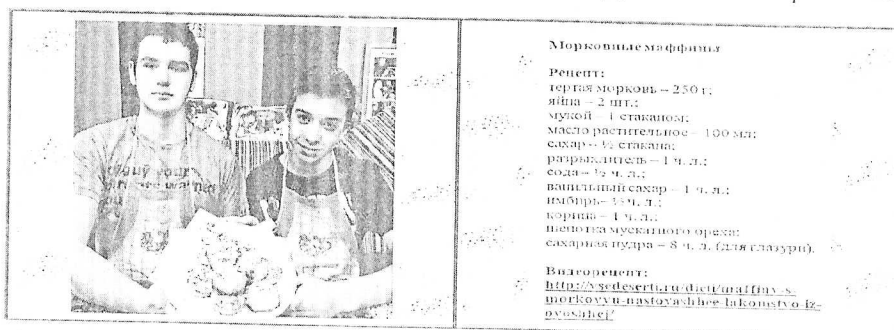 Морковные маффины
Рецепт:
тертая морковь – 250 г;
яйца – 2 шт.;
мукой – 1 стаканом;
масло растительное – 100 мл;
сахар – ½ стакана;
разрыхлитель – 1 ч. л.;
сода – ½ ч. л.;
ванильный сахар – 1 ч. л.;
имбирь – ½ ч. л.;
корица – 1 ч. л.;
щепотка мускатного ореха;
сахарная пудра – 8 ч. л. (для глазури).
Видеорецепт:
http://vsedeserti.ru/dieti/maffiny-s-
morkovyu-nastoyashhee-lakomstvo-iz-
ovoshhej/